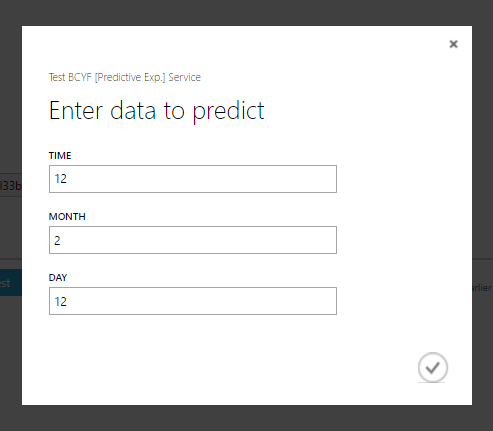 Test BCYF [Predictive Exp.] Service
Enter data to predict
TIME
12
MONTH
2
DAY
12